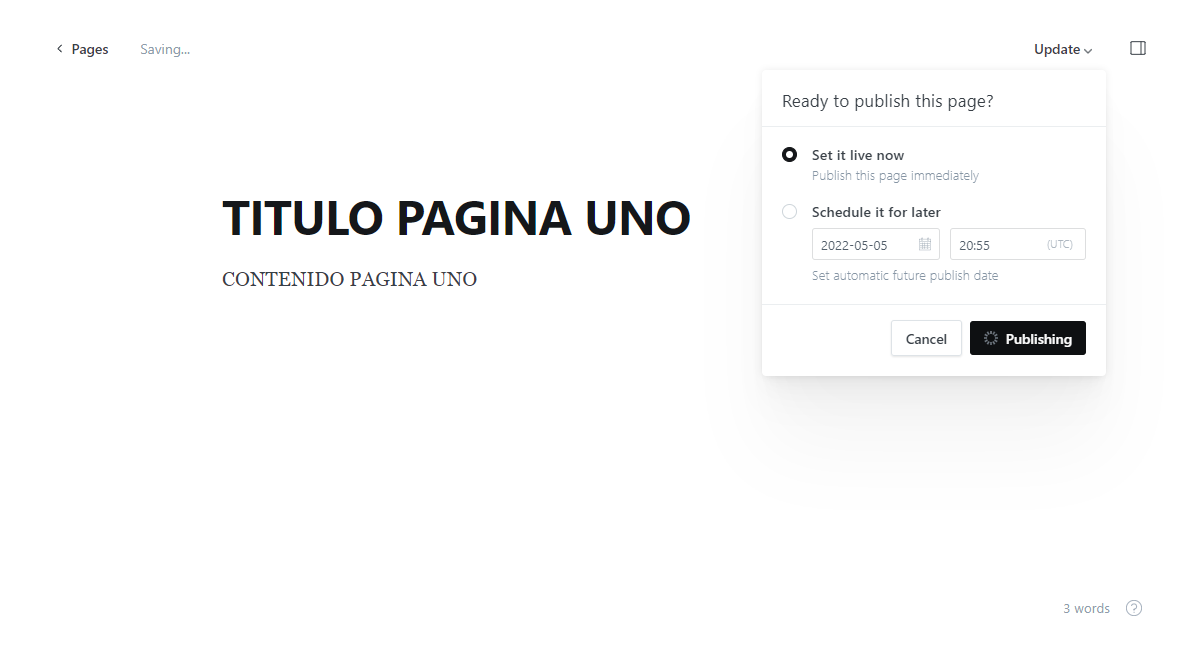 Pages
Saving...
Update
Ready to publish this page?
Set it live now
Publish this page immediately
TITULO PAGINA UNO
Schedule it for later
2022-05-05
20:55 (UTC)
CONTENIDO PAGINA UNO
Set automatic future publish date
Cancel
Publishing
3 words
?